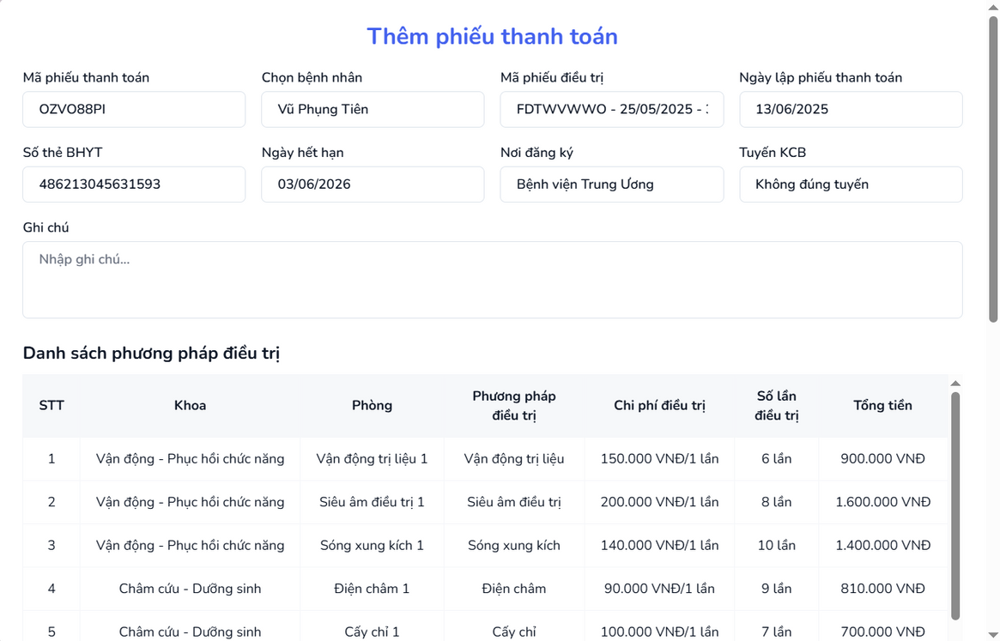 Thêm phiếu thanh toán
Mã phiếu thanh toán Chọn bệnh nhân Mã phiếu điều trị Ngày lập phiếu thanh toán
OZVO88PI Vũ Phụng Tiên FDTWVWWO - 25/05/2025 - 13/06/2025
Số thẻ BHYT Ngày hết hạn Nơi đăng ký Tuyến KCB
486213045631593 03/06/2026 Bệnh viện Trung Ương Không đúng tuyến
Ghi chú
Nhập ghi chú...
Danh sách phương pháp điều trị
STT Khoa Phòng Phương pháp điều trị Chi phí điều trị Số lần điều trị Tổng tiền
1 Vận động - Phục hồi chức năng Vận động trị liệu 1 Vận động trị liệu 150.000 VNĐ/1 lần 6 lần 900.000 VNĐ
2 Vận động - Phục hồi chức năng Siêu âm điều trị 1 Siêu âm điều trị 200.000 VNĐ/1 lần 8 lần 1.600.000 VNĐ
3 Vận động - Phục hồi chức năng Sóng xung kích 1 Sóng xung kích 140.000 VNĐ/1 lần 10 lần 1.400.000 VNĐ
4 Châm cứu - Dưỡng sinh Điện châm 1 Điện châm 90.000 VNĐ/1 lần 9 lần 810.000 VNĐ
5 Châm cứu - Dưỡng sinh Cấy chỉ 1 Cấy chỉ 100.000 VNĐ/1 lần 7 lần 700.000 VNĐ